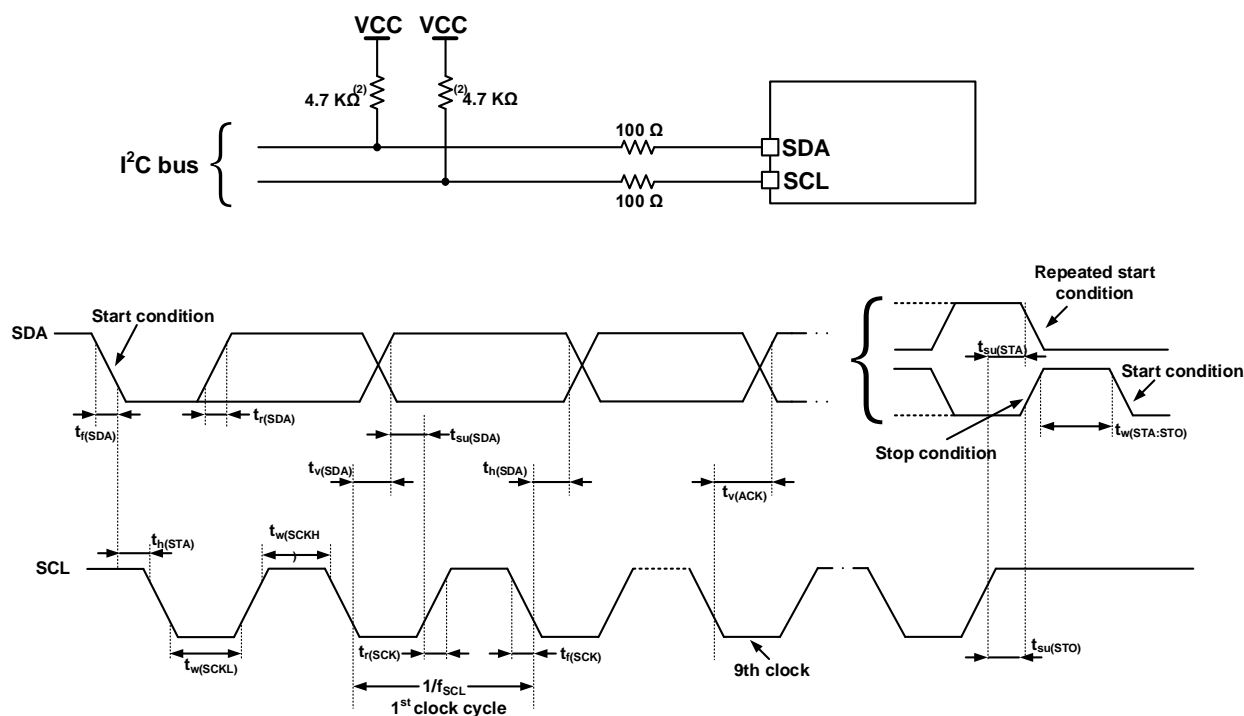 VCC VCC
4.7 KΩ(2) (2)4.7 KΩ
100 Ω
I2C bus
SDA
SCL
100 Ω
Repeated start
condition
Start condition
SDA
tsu(STA)
Start condition
tf(SDA)
tr(SDA)
tsu(SDA)
tw(STA:STO)
Stop condition
tv(SDA)
th(SDA)
tv(ACK)
th(STA)
tw(SCKH
)
SCL
tw(SCKL)
tr(SCK)
tf(SCK)
9th clock
tsu(STO)
1/fSCL
1st clock cycle